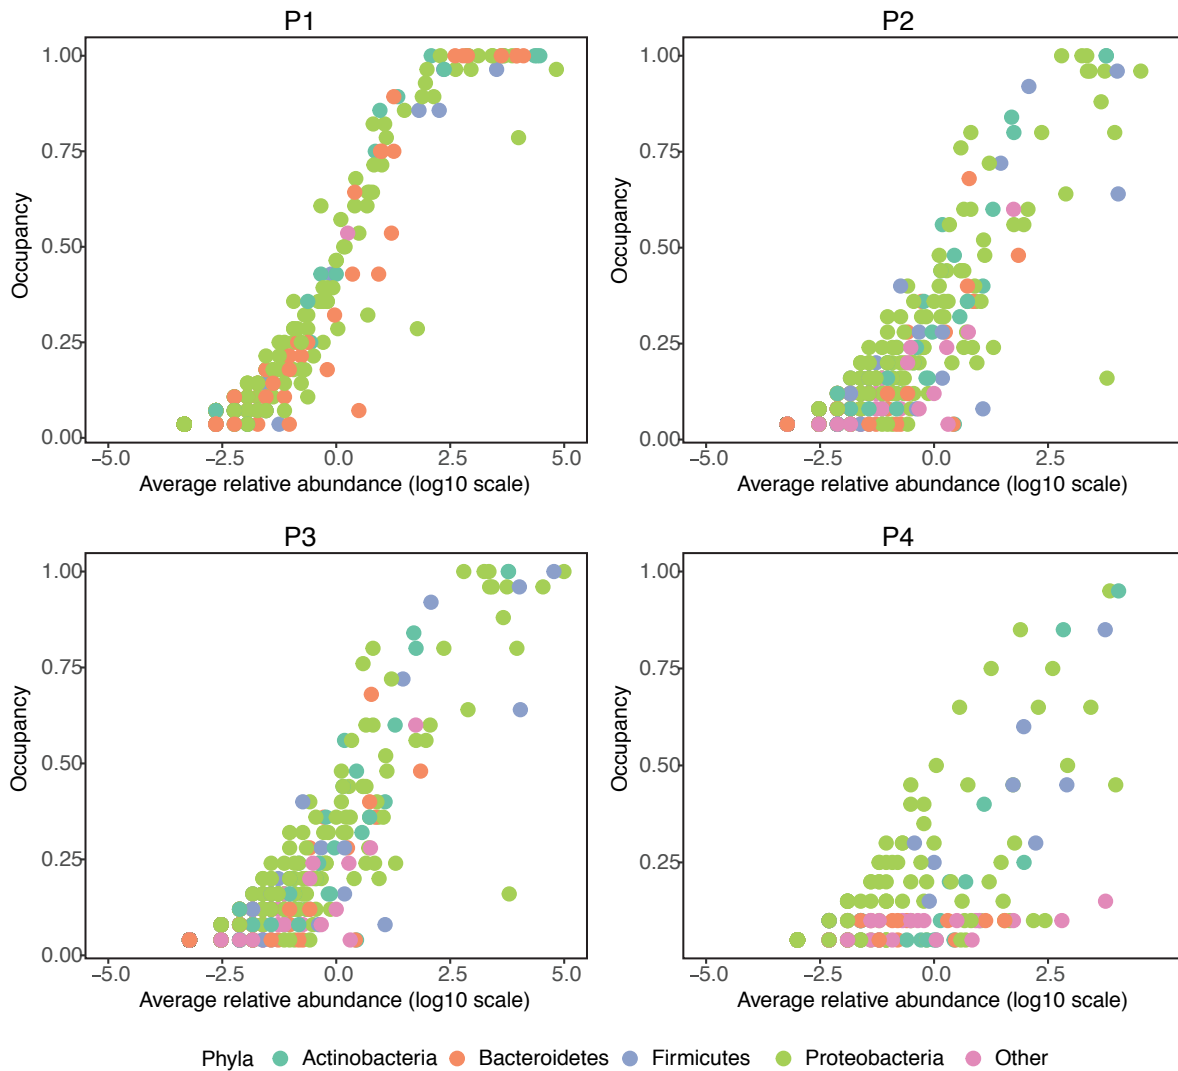 P1
1.00
0.75
0.50
0.25
0.00
Occupancy
−5.0 −2.5 0.0 2.5 5.0
Average relative abundance (log10 scale)
P2
1.00
0.75
0.50
0.25
0.00
Occupancy
−5.0 −2.5 0.0 2.5
Average relative abundance (log10 scale)
P3
1.00
0.75
0.50
0.25
0.00
Occupancy
−5.0 −2.5 0.0 2.5 5.0
Average relative abundance (log10 scale)
P4
1.00
0.75
0.50
0.25
Occupancy
−5.0 −2.5 0.0 2.5
Average relative abundance (log10 scale)
Phyla Actinobacteria Bacteroidetes Firmicutes Proteobacteria Other